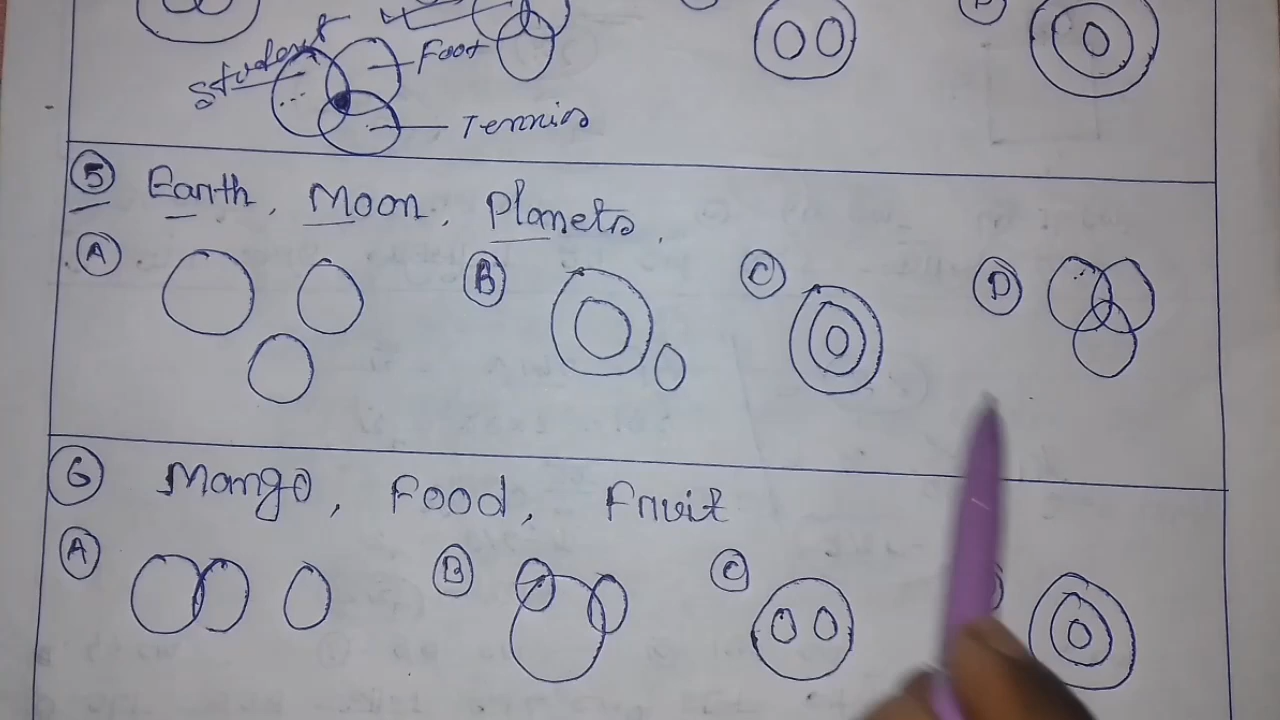 Student
Foot
Tennis
5 Earth, Moon, Planets.
A B C D
6 Mango, Food, Fruit
A B C